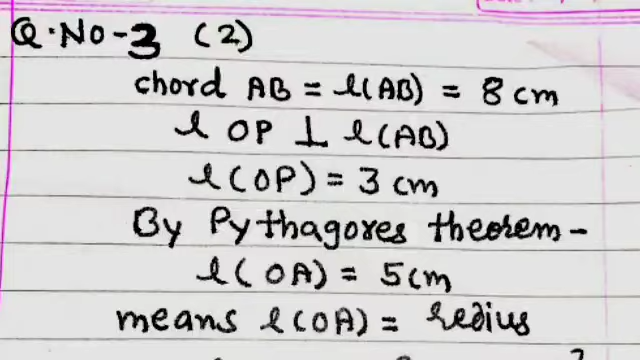 Q.No-3 (2)
chord AB = l(AB) = 8 cm
l OP ⊥ l(AB)
l(OP) = 3 cm
By Pythagores theorem-
l(OA) = 5cm
means l(OA) = redius